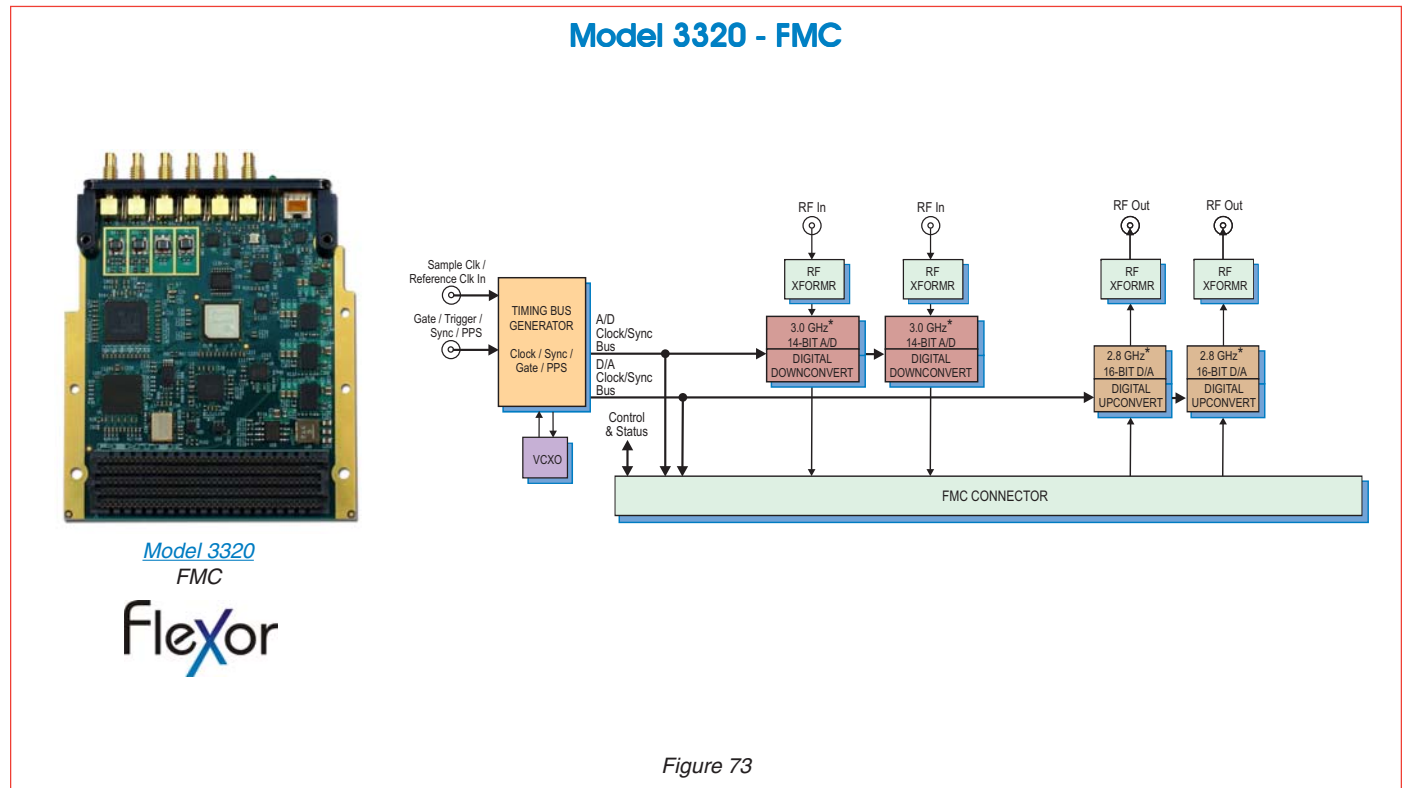 Model 3320 - FMC
Model 3320
FMC
Flexor
Sample Clk /
Reference Clk In
Gate / Trigger /
Sync / PPS
TIMING BUS
GENERATOR
Clock / Sync /
Gate / PPS
VCXO
A/D
Clock/Sync
Bus
D/A
Clock/Sync
Bus
Control
& Status
RF In
RF
XFORMR
3.0 GHz*
14-BIT A/D
DIGITAL
DOWNCONVERT
RF In
RF
XFORMR
3.0 GHz*
14-BIT A/D
DIGITAL
DOWNCONVERT
RF Out
RF
XFORMR
2.8 GHz*
16-BIT D/A
DIGITAL
UPCONVERT
RF Out
RF
XFORMR
2.8 GHz*
16-BIT D/A
DIGITAL
UPCONVERT
FMC CONNECTOR
Figure 73